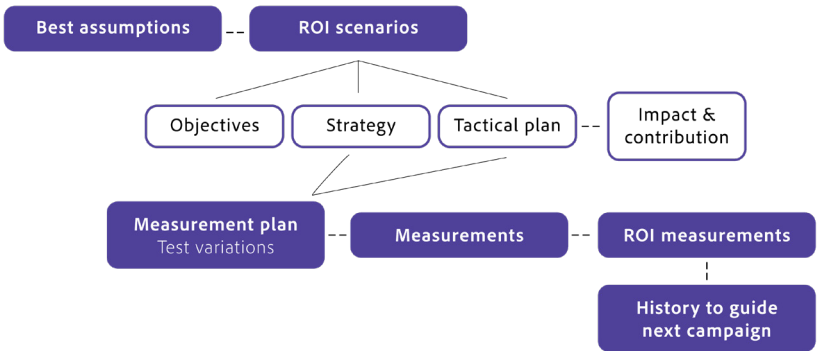 Best assumptions
ROI scenarios
Objectives
Strategy
Tactical plan
Impact &
contribution
Measurement plan
Test variations
Measurements
ROI measurements
History to guide
next campaign